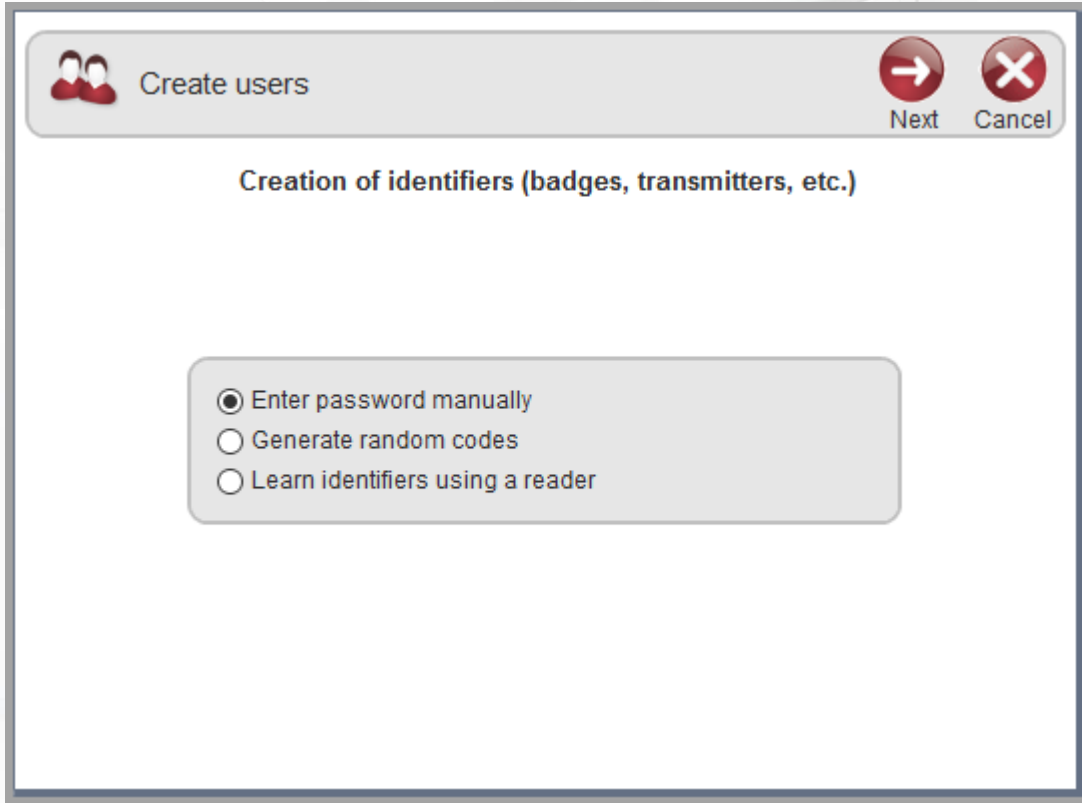 Create users
Next
Cancel
Creation of identifiers (badges, transmitters, etc.)
Enter password manually
Generate random codes
Learn identifiers using a reader